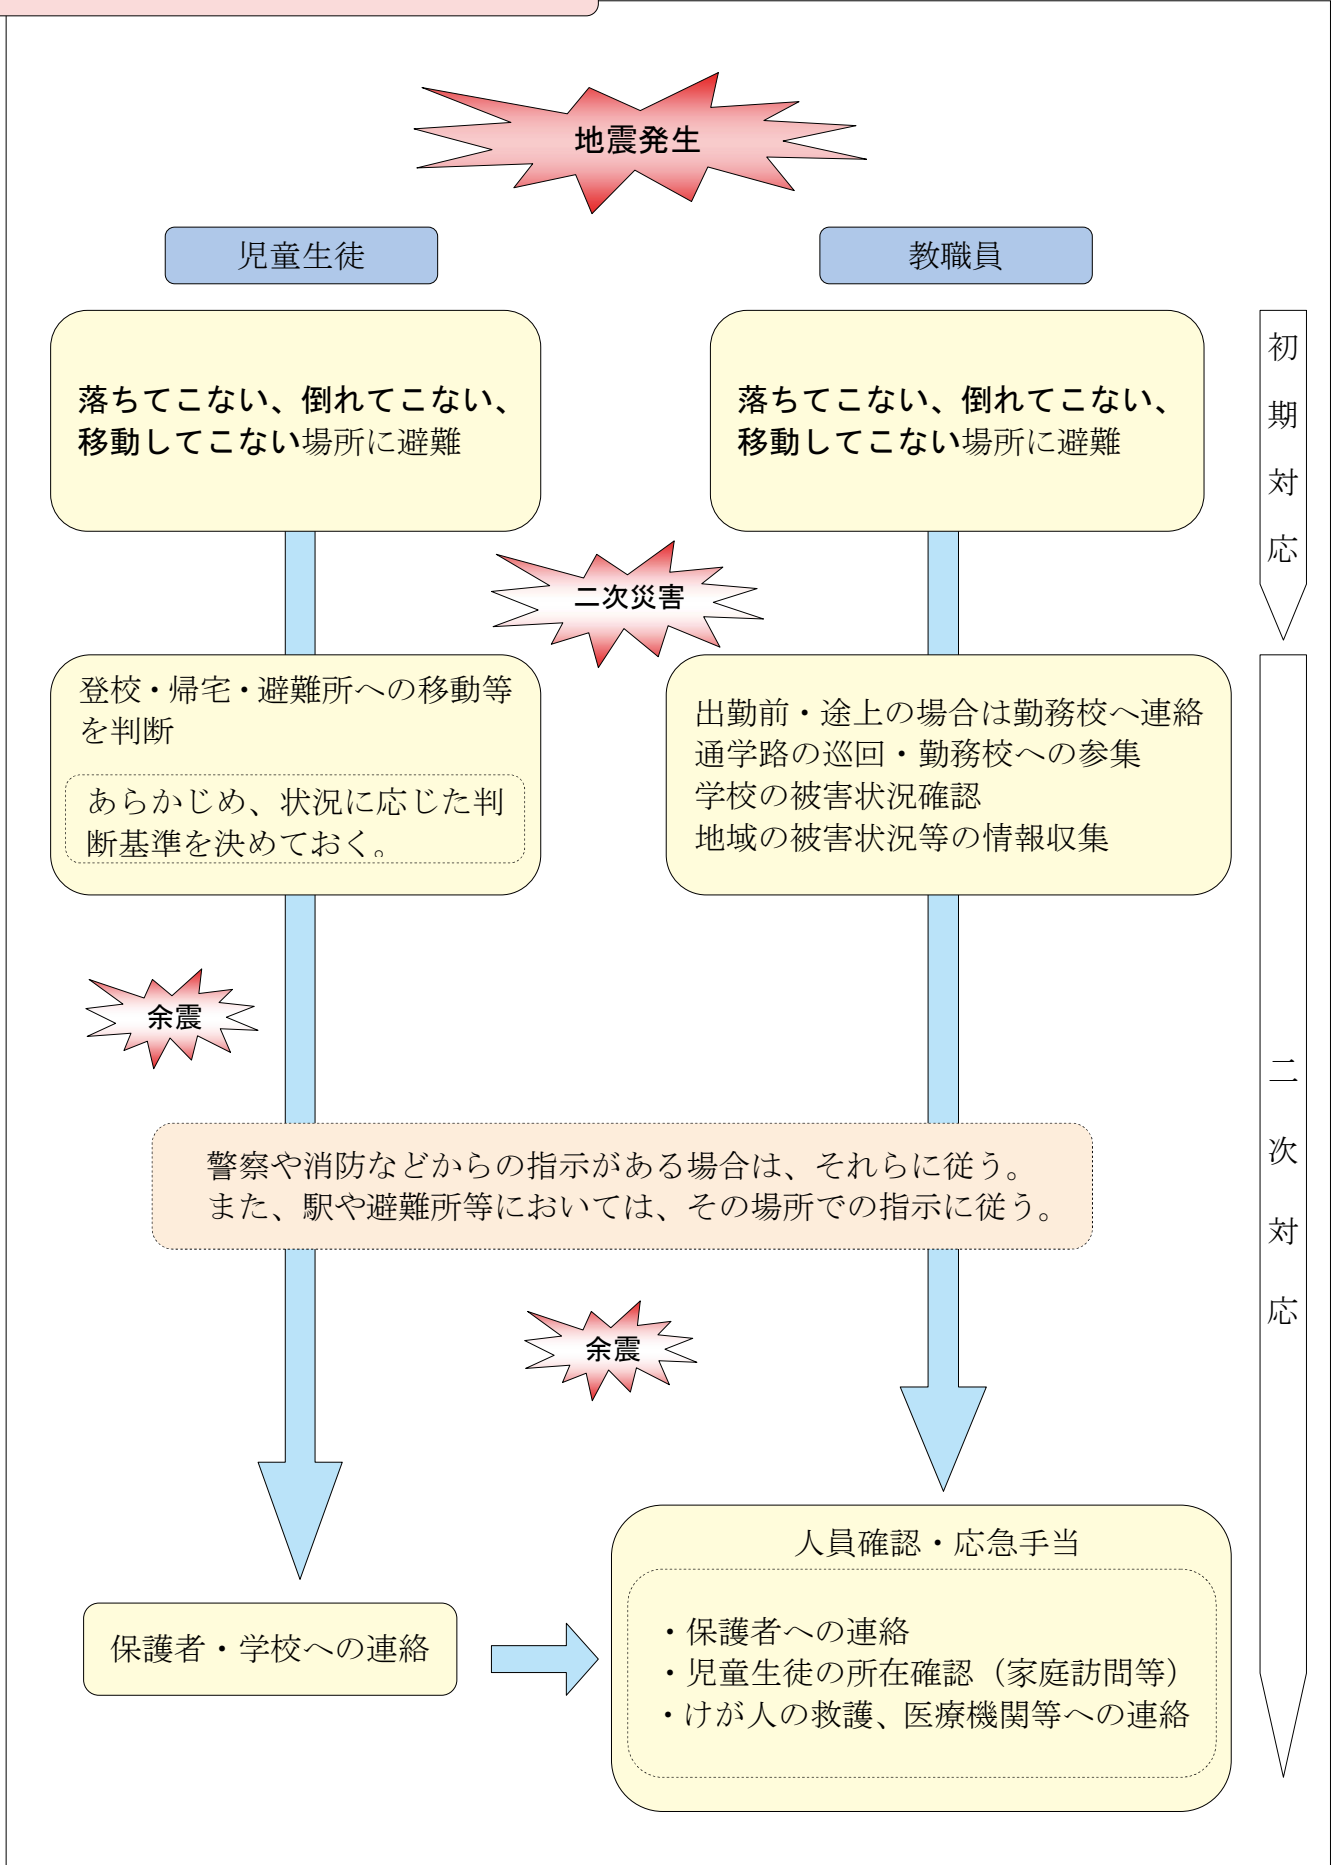 地震発生
児童生徒
教職員
初期対応
落ちてこない、倒れてこない、
移動してこない場所に避難
落ちてこない、倒れてこない、
移動してこない場所に避難
二次災害
登校・帰宅・避難所への移動等
を判断
あらかじめ、状況に応じた判
断基準を決めておく。
出勤前・途上の場合は勤務校へ連絡
通学路の巡回・勤務校への参集
学校の被害状況確認
地域の被害状況等の情報収集
二次対応
余震
警察や消防などからの指示がある場合は、それらに従う。
また、駅や避難所等においては、その場所での指示に従う。
余震
保護者・学校への連絡
人員確認・応急手当
・保護者への連絡
・児童生徒の所在確認（家庭訪問等）
・けが人の救護、医療機関等への連絡